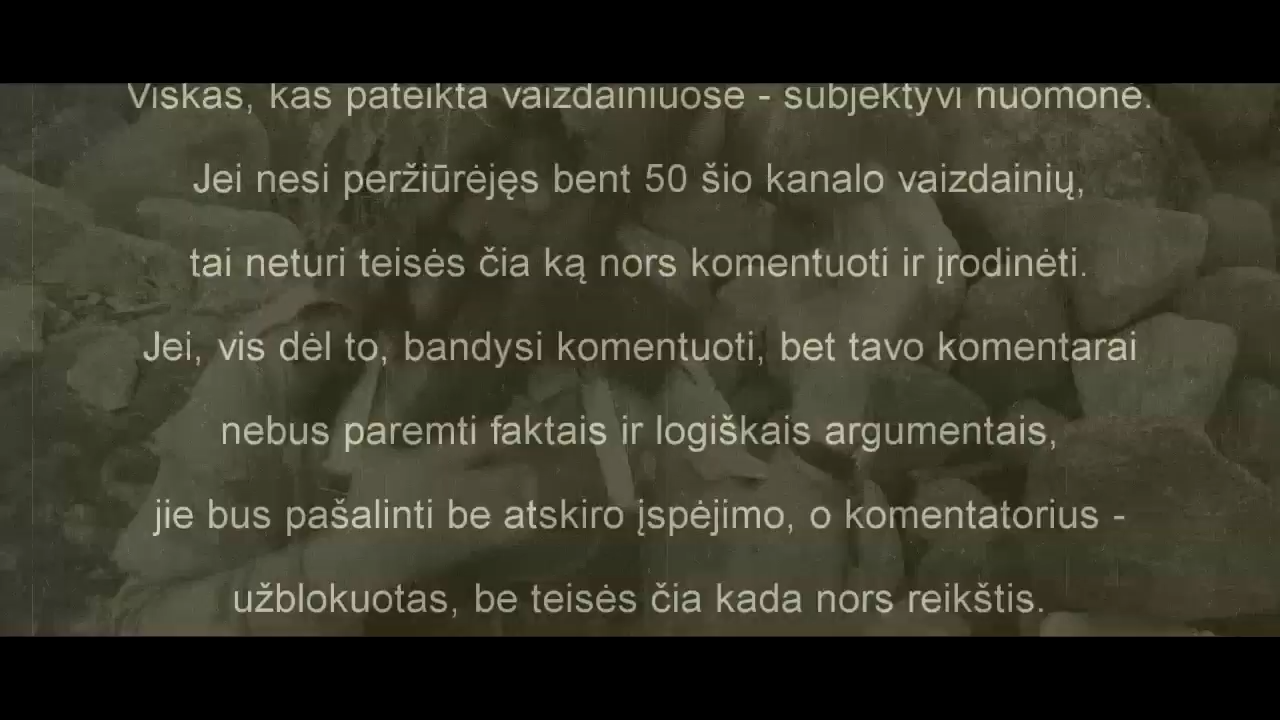 Viskas, kas pateikta vaizdainiuose - subjektyvi nuomonė.
Jei nesi peržiūrėjęs bent 50 šio kanalo vaizdainių,
tai neturi teisės čia ką nors komentuoti ir įrodinėti.
Jei, vis dėl to, bandysi komentuoti, bet tavo komentarai
nebus paremti faktais ir logiškais argumentais,
jie bus pašalinti be atskiro įspėjimo, o komentatorius -
užblokuotas, be teisės čia kada nors reikštis.